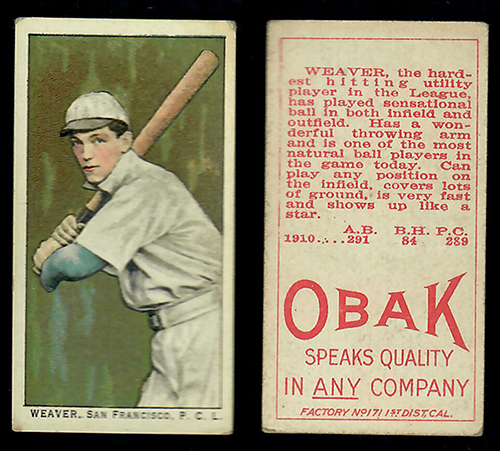 WEAVER, SAN FRANCISCO, P. C. L.
WEAVER, the hard-
est hitting utility
player in the League,
has played sensational
ball in both infield and
outfield. Has a won-
derful throwing arm
and is one of the most
natural ball players in
the game today. Can
play any position on
the infield, covers lots
of ground, is very fast
and shows up like a
star.
A.B. B.H. P.C.
1910.....291 84 289
OBAK
SPEAKS QUALITY
IN ANY COMPANY
FACTORY Nº171 1ST DIST, CAL.